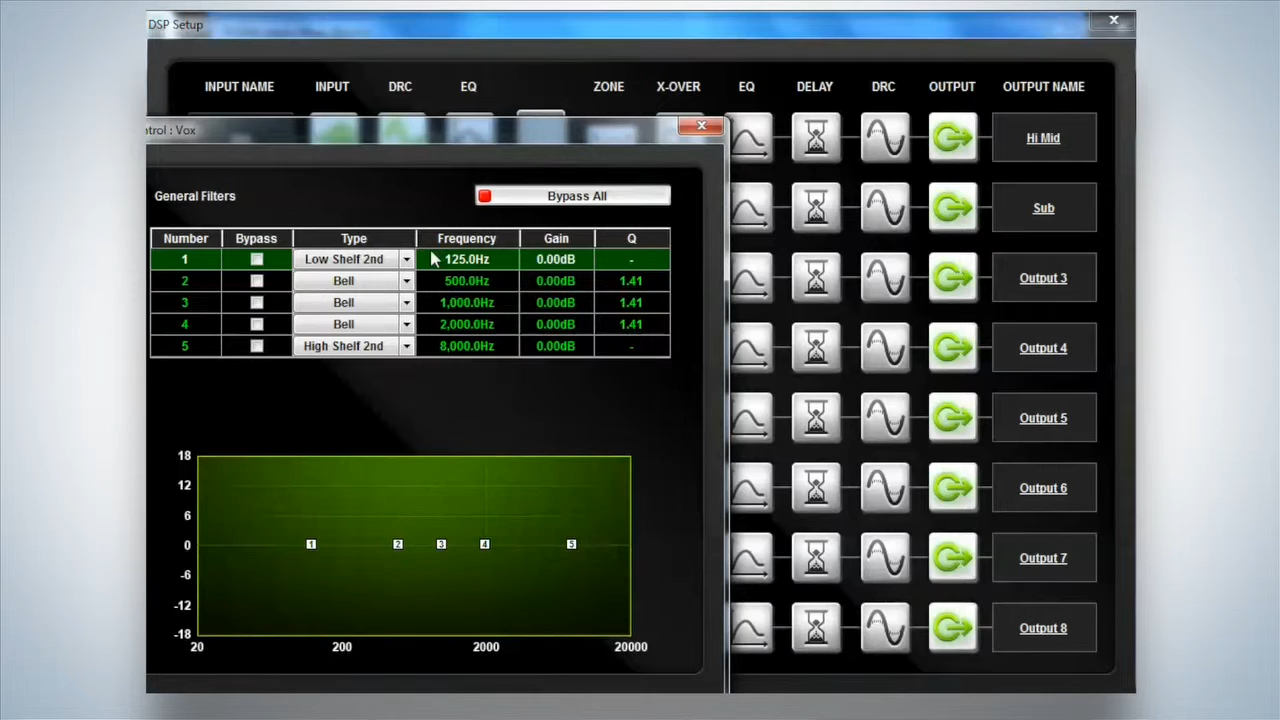 DSP Setup
INPUT NAME INPUT DRC EQ ZONE X-OVER EQ DELAY DRC OUTPUT OUTPUT NAME
ntrol : Vox
General Filters
Bypass All
Number Bypass Type Frequency Gain Q
1 Low Shelf 2nd 125.0Hz 0.00dB -
2 Bell 500.0Hz 0.00dB 1.41
3 Bell 1,000.0Hz 0.00dB 1.41
4 Bell 2,000.0Hz 0.00dB 1.41
5 High Shelf 2nd 8,000.0Hz 0.00dB -
18
12
6
0
-6
-12
-18
1 2 3 4 5
20 200 2000 20000
Hi Mid
Sub
Output 3
Output 4
Output 5
Output 6
Output 7
Output 8